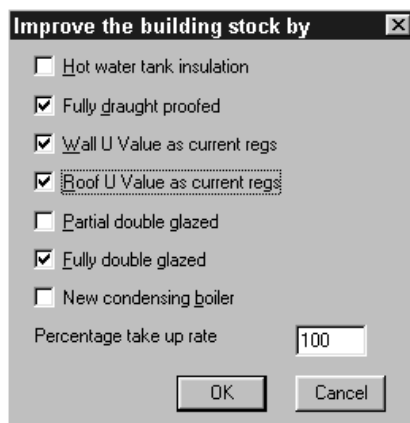 Improve the building stock by
Hot water tank insulation
Fully draught proofed
Wall U Value as current regs
Roof U Value as current regs
Partial double glazed
Fully double glazed
New condensing boiler
Percentage take up rate 100
OK Cancel